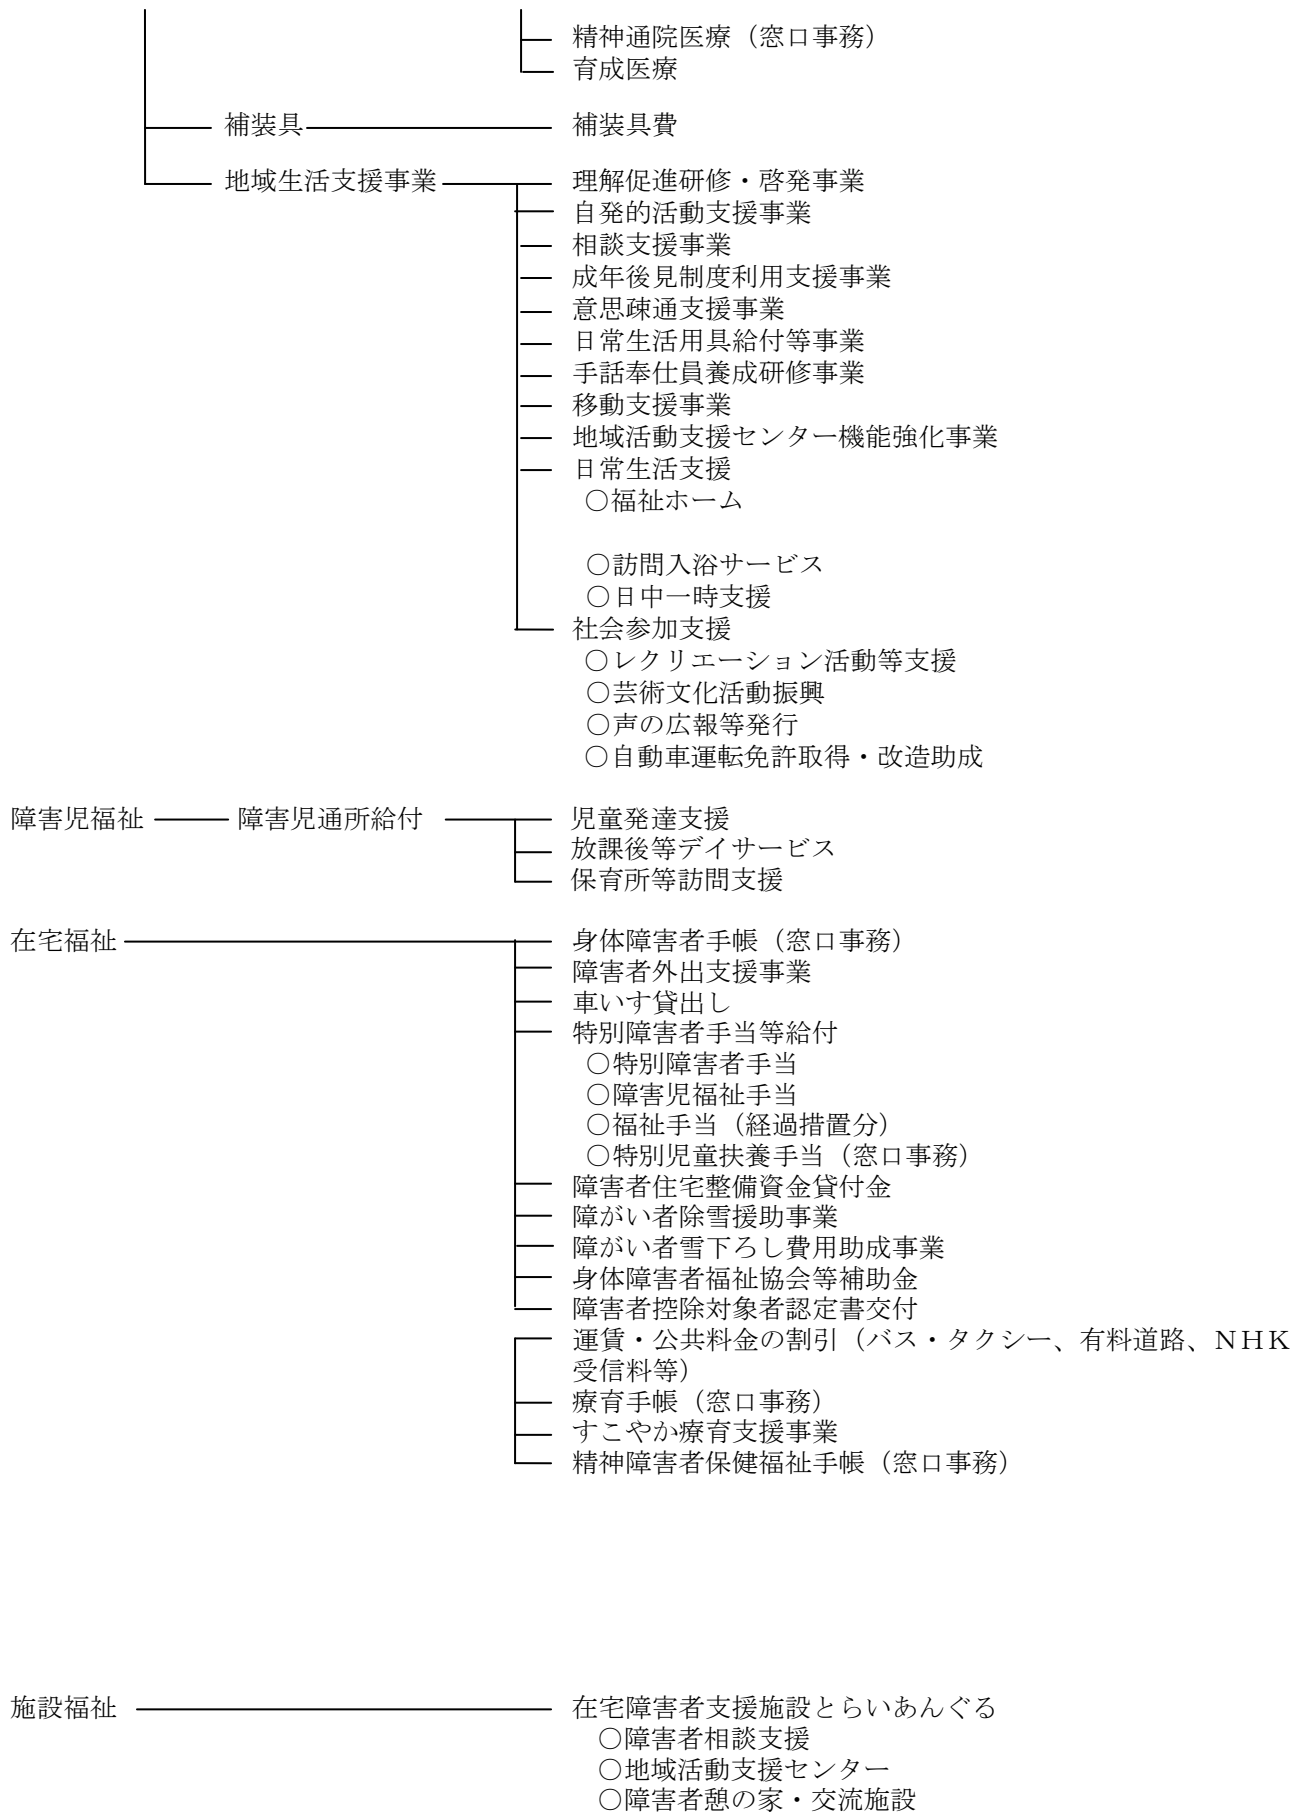 精神通院医療（窓口事務）
育成医療
補装具 補装具費
地域生活支援事業 理解促進研修・啓発事業
自発的活動支援事業
相談支援事業
成年後見制度利用支援事業
意思疎通支援事業
日常生活用具給付等事業
手話奉仕員養成研修事業
移動支援事業
地域活動支援センター機能強化事業
日常生活支援
○福祉ホーム
○訪問入浴サービス
○日中一時支援
社会参加支援
○レクリエーション活動等支援
○芸術文化活動振興
○声の広報等発行
○自動車運転免許取得・改造助成
障害児福祉 障害児通所給付 児童発達支援
放課後等デイサービス
保育所等訪問支援
在宅福祉 身体障害者手帳（窓口事務）
障害者外出支援事業
車いす貸出し
特別障害者手当等給付
○特別障害者手当
○障害児福祉手当
○福祉手当（経過措置分）
○特別児童扶養手当（窓口事務）
障害者住宅整備資金貸付金
障がい者除雪援助事業
障がい者雪下ろし費用助成事業
身体障害者福祉協会等補助金
障害者控除対象者認定書交付
運賃・公共料金の割引（バス・タクシー、有料道路、ＮＨＫ
受信料等）
療育手帳（窓口事務）
すこやか療育支援事業
精神障害者保健福祉手帳（窓口事務）
施設福祉 在宅障害者支援施設とらいあんぐる
○障害者相談支援
○地域活動支援センター
○障害者憩の家・交流施設